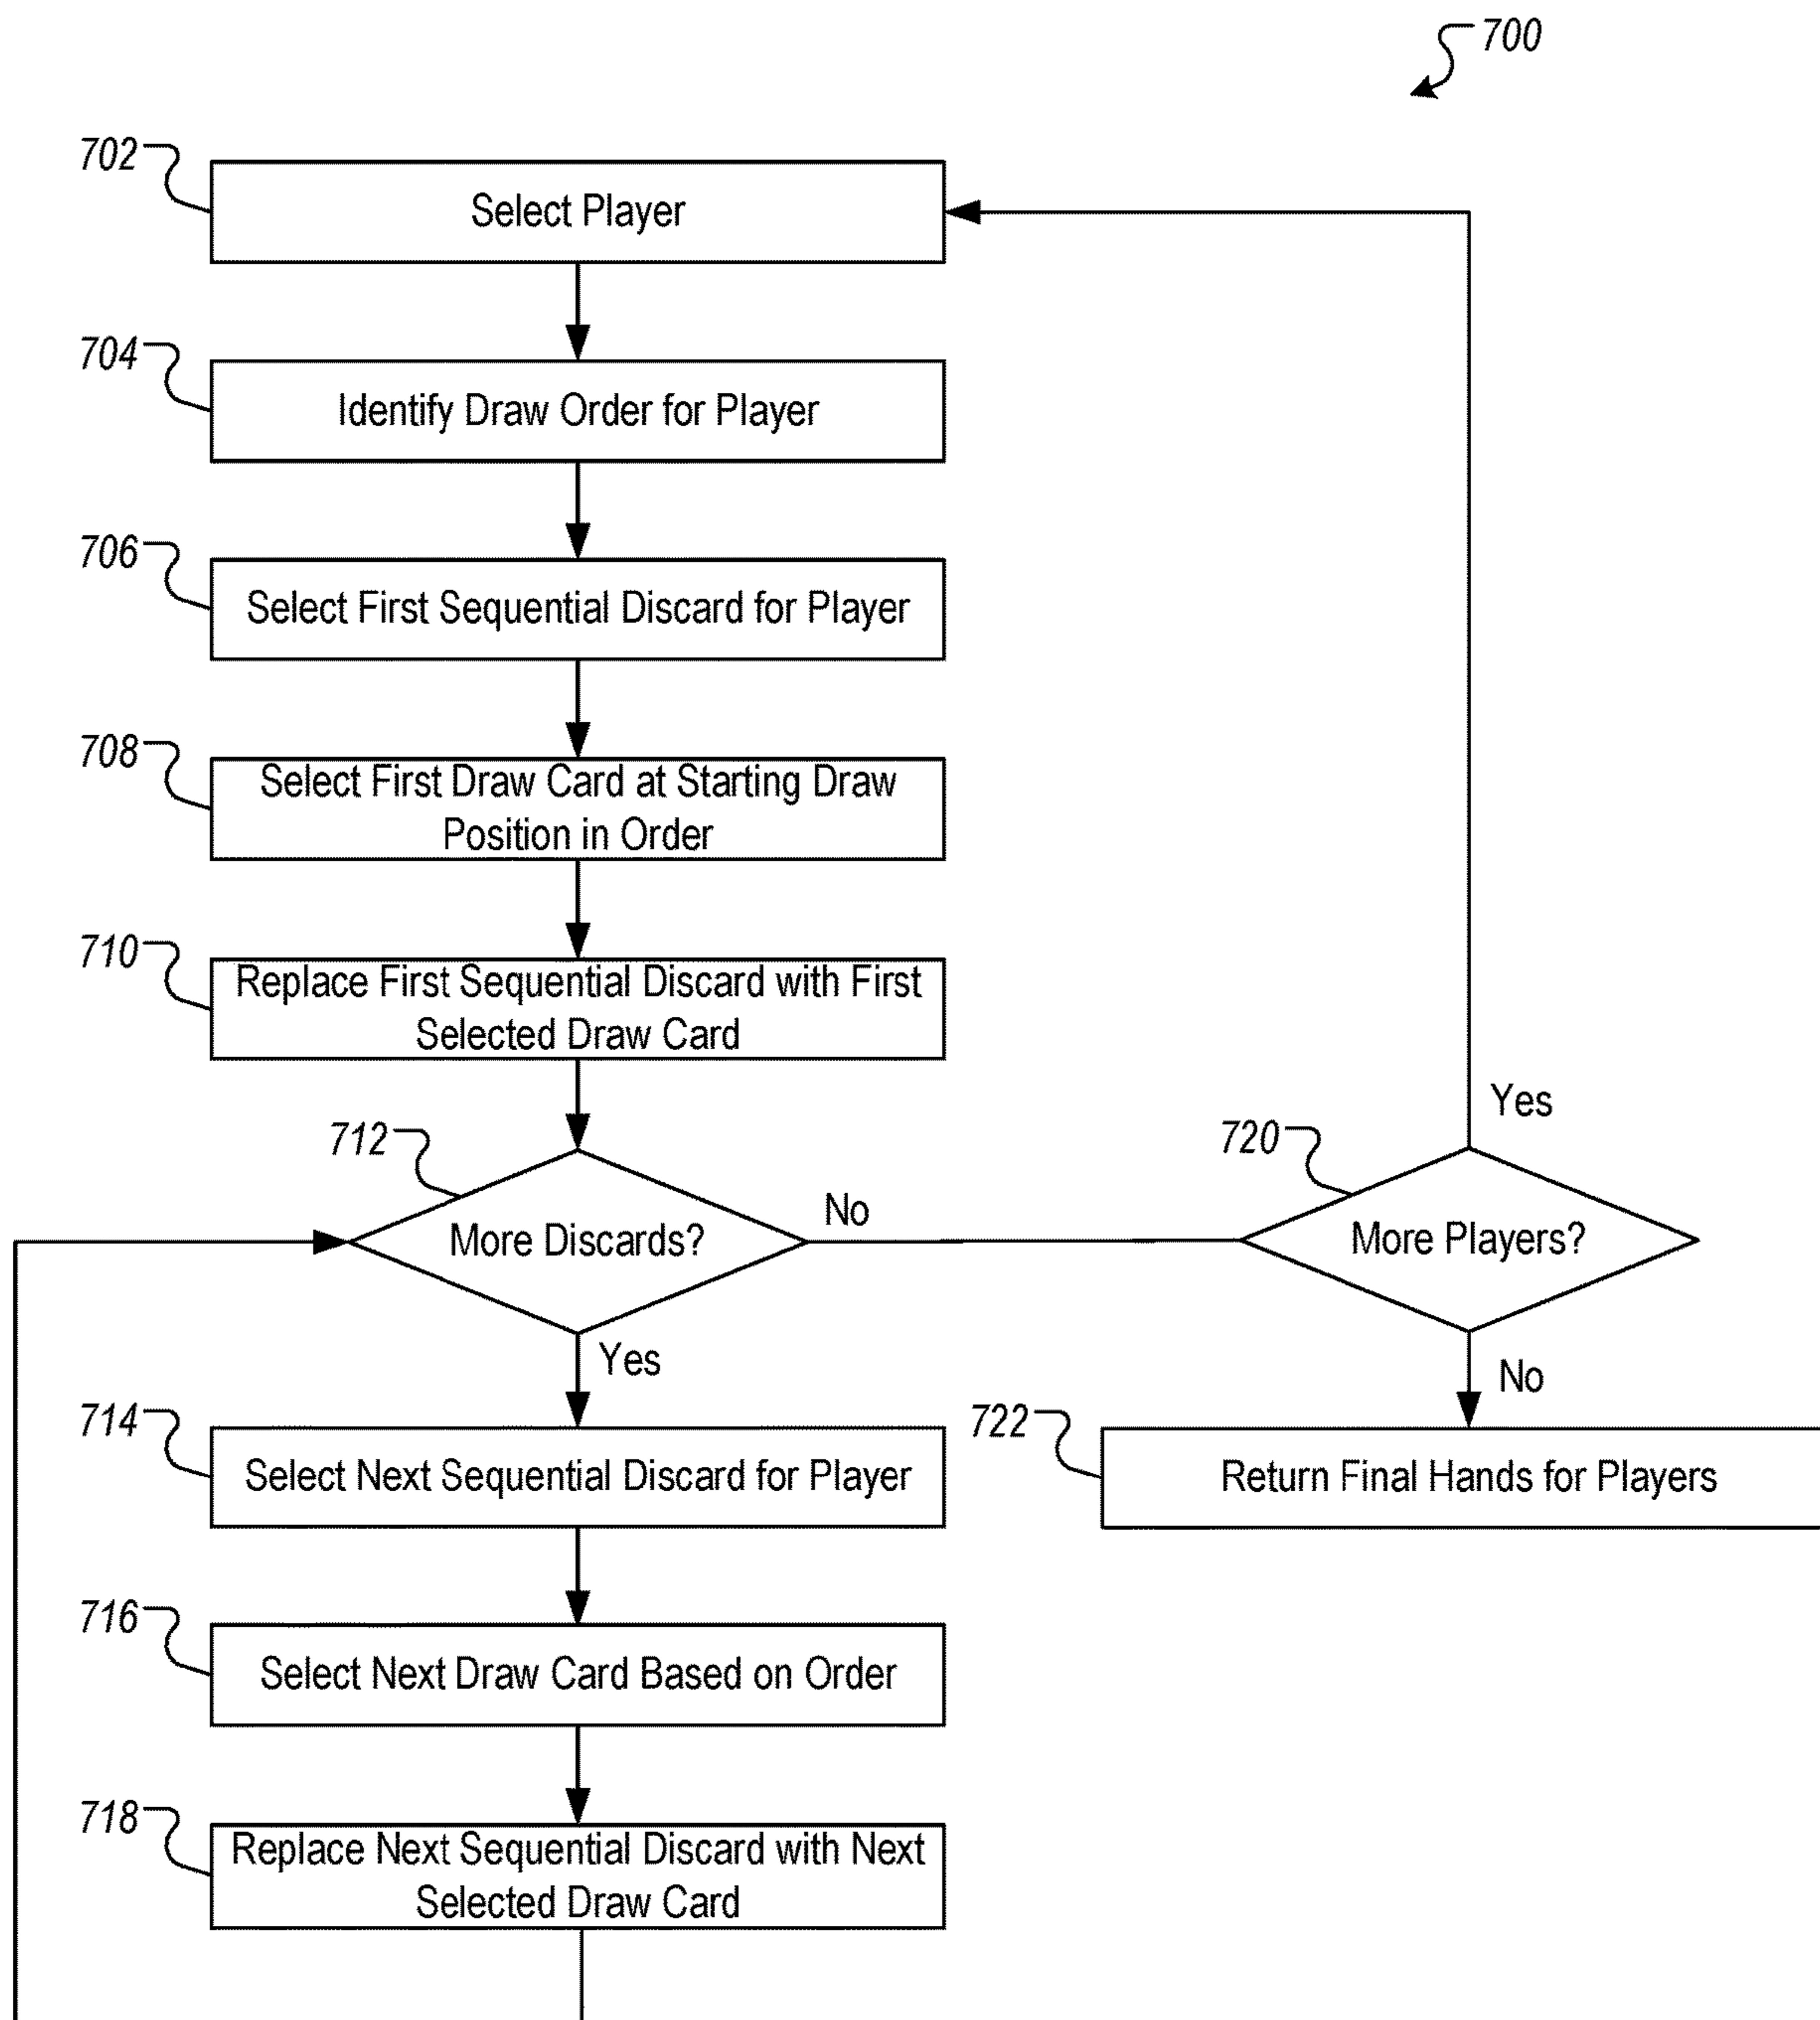 700
702
Select Player
704
Identify Draw Order for Player
706
Select First Sequential Discard for Player
708
Select First Draw Card at Starting Draw
Position in Order
710
Replace First Sequential Discard with First
Selected Draw Card
Yes
712
720
No
More Discards?
More Players?
Yes
No
714
722
Select Next Sequential Discard for Player
Return Final Hands for Players
716
Select Next Draw Card Based on Order
718
Replace Next Sequential Discard with Next
Selected Draw Card